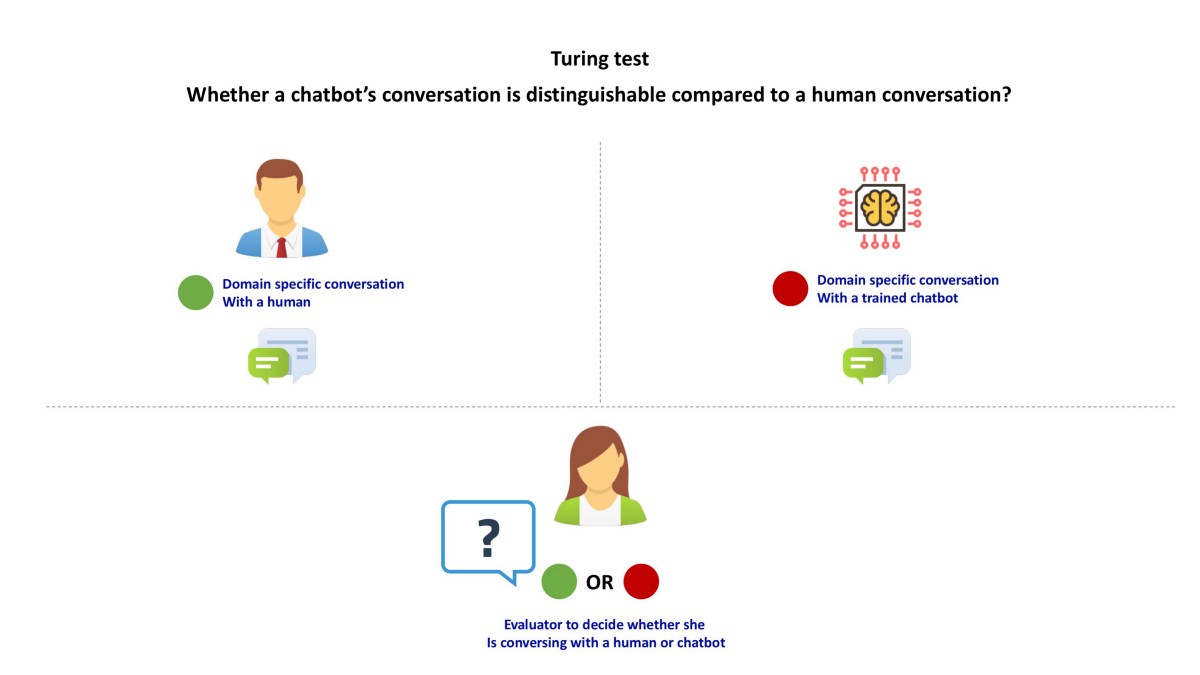 Turing test
Whether a chatbot’s conversation is distinguishable compared to a human conversation?
Domain specific conversation
With a human
Domain specific conversation
With a trained chatbot
?
OR
Evaluator to decide whether she
Is conversing with a human or chatbot